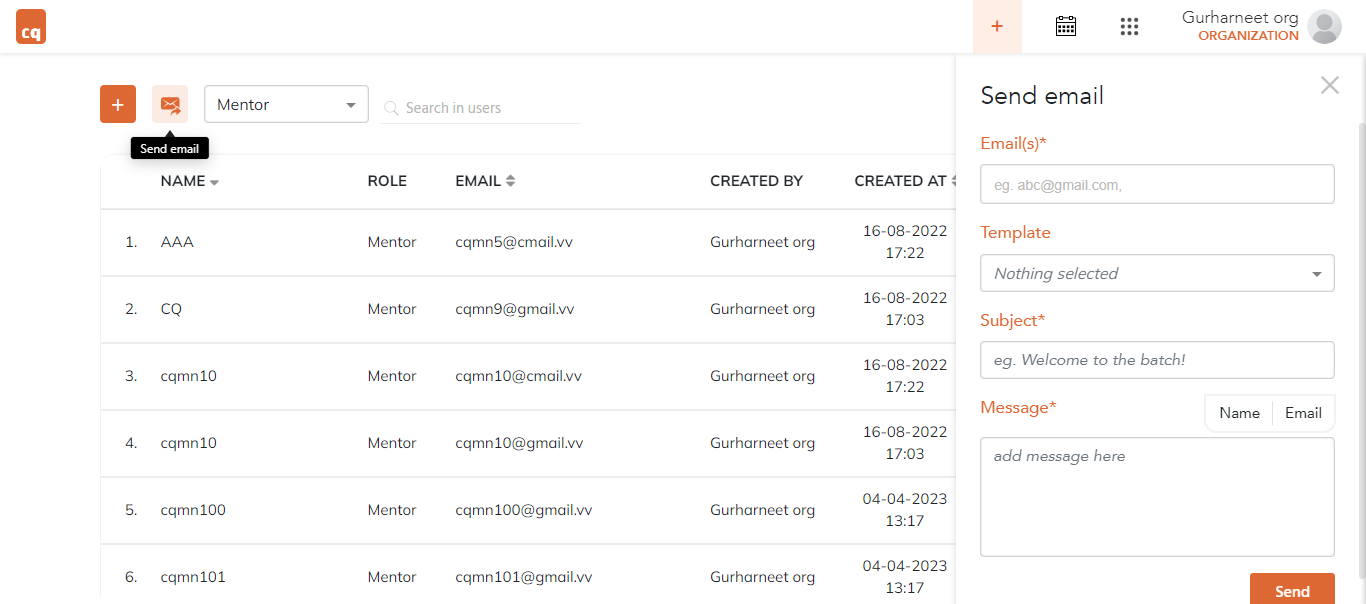 cq
+
Gurharneet org
ORGANIZATION
+
Mentor
Search in users
Send email
NAME ROLE EMAIL CREATED BY CREATED AT
1. AAA Mentor cqmn5@cmail.vv Gurharneet org 16-08-2022
17:22
2. CQ Mentor cqmn9@gmail.vv Gurharneet org 16-08-2022
17:03
3. cqmn10 Mentor cqmn10@cmail.vv Gurharneet org 16-08-2022
17:22
4. cqmn10 Mentor cqmn10@gmail.vv Gurharneet org 16-08-2022
17:03
5. cqmn100 Mentor cqmn100@gmail.vv Gurharneet org 04-04-2023
13:17
6. cqmn101 Mentor cqmn101@gmail.vv Gurharneet org 04-04-2023
13:17
Send email
Email(s)*
eg. abc@gmail.com,
Template
Nothing selected
Subject*
eg. Welcome to the batch!
Message*
Name Email
add message here
Send